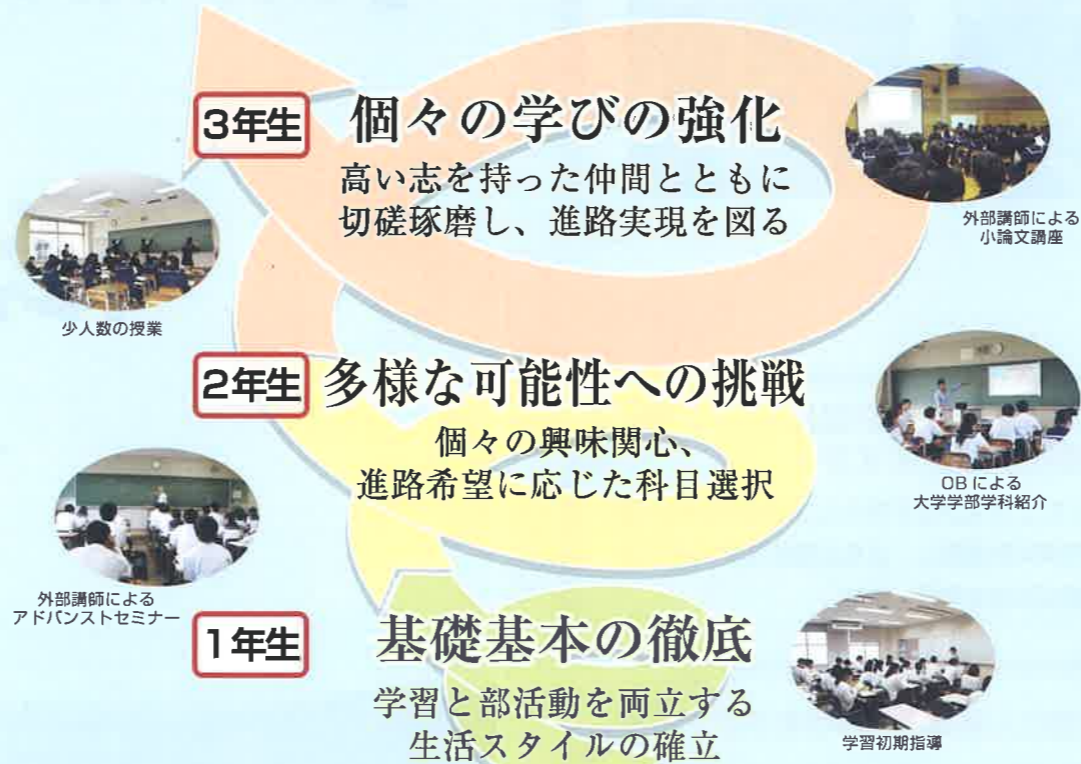 3年生
個々の学びの強化
高い志を持った仲間とともに
切磋琢磨し、進路実現を図る
外部講師による
小論文講座
少人数の授業
2年生
多様な可能性への挑戦
個々の興味関心、
進路希望に応じた科目選択
OBによる
大学学部学科紹介
外部講師による
アドバンストセミナー
1年生
基礎基本の徹底
学習と部活動を両立する
生活スタイルの確立
学習初期指導